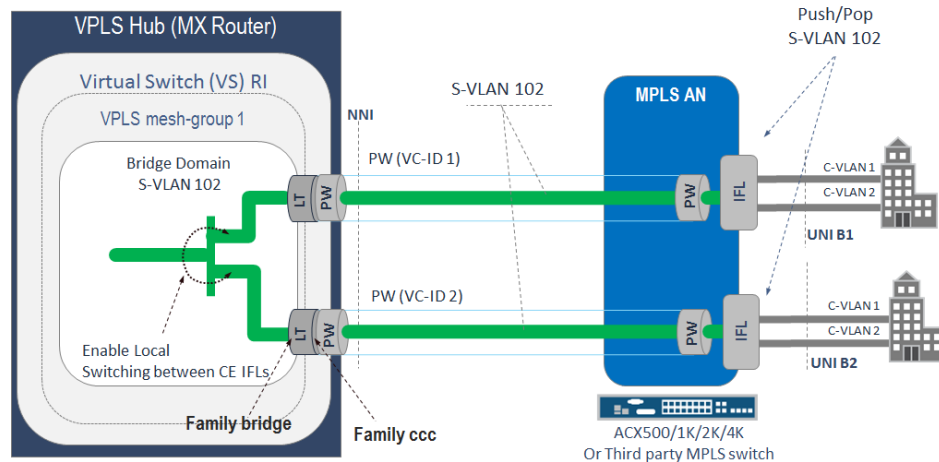 VPLS Hub (MX Router)
Virtual Switch (VS) RI
VPLS mesh-group 1
Bridge Domain
S-VLAN 102
LT
PW
LT
PW
Enable Local
Switching between CE IFLs
Family bridge
Family ccc
NNI
S-VLAN 102
PW (VC-ID 1)
PW (VC-ID 2)
MPLS AN
PW
IFL
PW
IFL
Push/Pop
S-VLAN 102
C-VLAN 1
C-VLAN 2
UNI B1
C-VLAN 1
C-VLAN 2
UNI B2
ACX500/1K/2K/4K
Or Third party MPLS switch